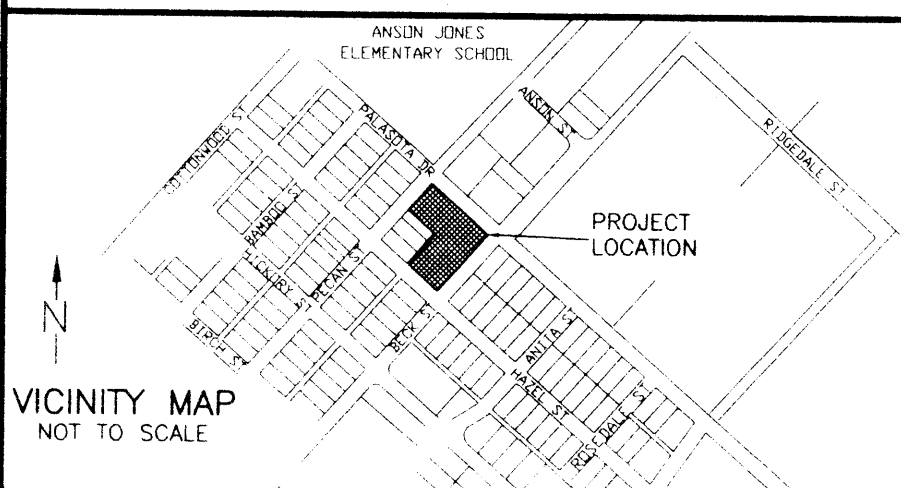 ANSON JONES
ELEMENTARY SCHOOL
ANSON ST
COTTONWOOD ST
PALASOTA DR
RIDGEDALE ST
BAMBOO ST
PROJECT
LOCATION
HICKORY S
PECAN ST
N
BIRCH ST
BECK S
ANITA ST
HAZEL ST
ROSEDALE S
VICINITY MAP
NOT TO SCALE